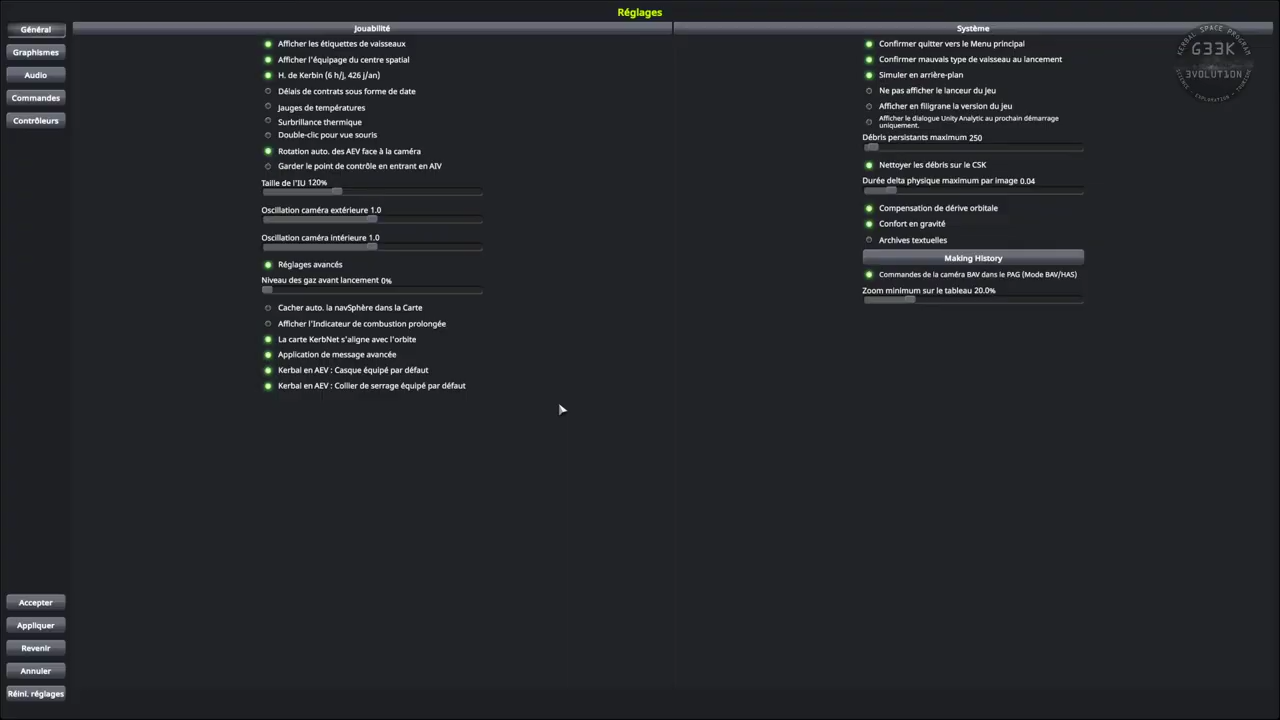 Réglages
Général
Graphismes
Audio
Commandes
Contrôleurs
Jouabilité
Afficher les étiquettes de vaisseaux
Afficher l'équipage du centre spatial
H. de Kerbin (6 h/j, 426 j/an)
Délais de contrats sous forme de date
Jauges de températures
Surbrillance thermique
Double-clic pour vue souris
Rotation auto. des AEV face à la caméra
Garder le point de contrôle en entrant en AIV
Taille de l'IU 120%
Oscillation caméra extérieure 1.0
Oscillation caméra intérieure 1.0
Réglages avancés
Niveau des gaz avant lancement 0%
Cacher auto. la navSphère dans la Carte
Afficher l'Indicateur de combustion prolongée
La carte KerbNet s'aligne avec l'orbite
Application de message avancée
Kerbal en AEV : Casque équipé par défaut
Kerbal en AEV : Collier de serrage équipé par défaut
Système
Confirmer quitter vers le Menu principal
Confirmer mauvais type de vaisseau au lancement
Simuler en arrière-plan
Ne pas afficher le lanceur du jeu
Afficher en filigrane la version du jeu
Afficher le dialogue Unity Analytic au prochain démarrage
uniquement.
Débris persistants maximum 250
Nettoyer les débris sur le CSK
Durée delta physique maximum par image 0.04
Compensation de dérive orbitale
Confort en gravité
Archives textuelles
Making History
Commandes de la caméra BAV dans le PAG (Mode BAV/HAS)
Zoom minimum sur le tableau 20.0%
KERBAL SPACE PROGRAM
G33K
3VOLUT1ON
Accepter
Appliquer
Revenir
Annuler
Réini. réglages